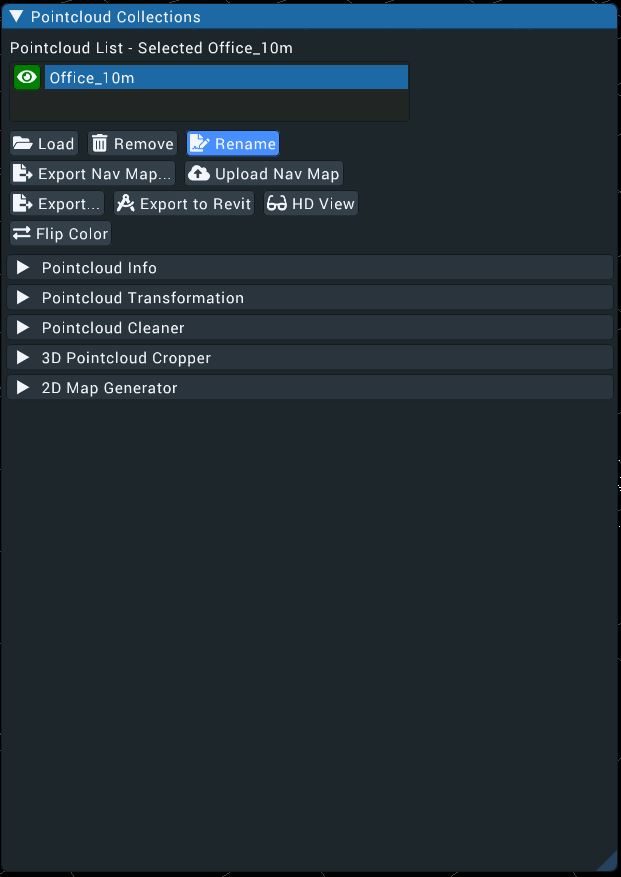 Pointcloud Collections
Pointcloud List - Selected Office_10m
Office_10m
Load Remove Rename
Export Nav Map... Upload Nav Map
Export... Export to Revit HD View
Flip Color
Pointcloud Info
Pointcloud Transformation
Pointcloud Cleaner
3D Pointcloud Cropper
2D Map Generator